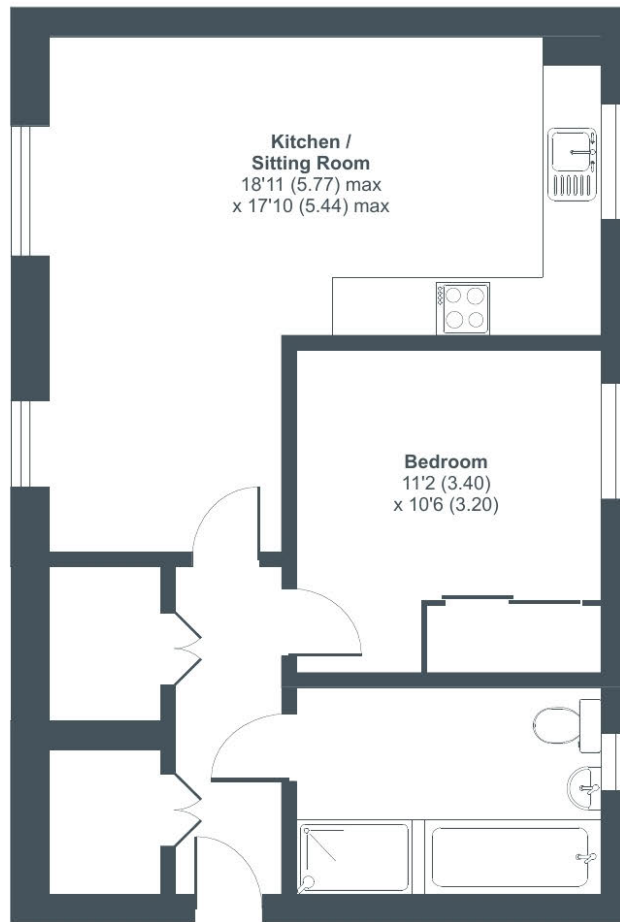 Kitchen /
Sitting Room
18'11 (5.77) max
x 17'10 (5.44) max
Bedroom
11'2 (3.40)
x 10'6 (3.20)